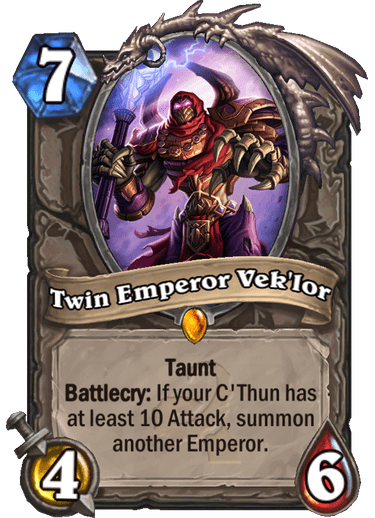 7
Twin Emperor Vek'lor
Taunt
Battlecry: If your C'Thun has
at least 10 Attack, summon
another Emperor.
4
6